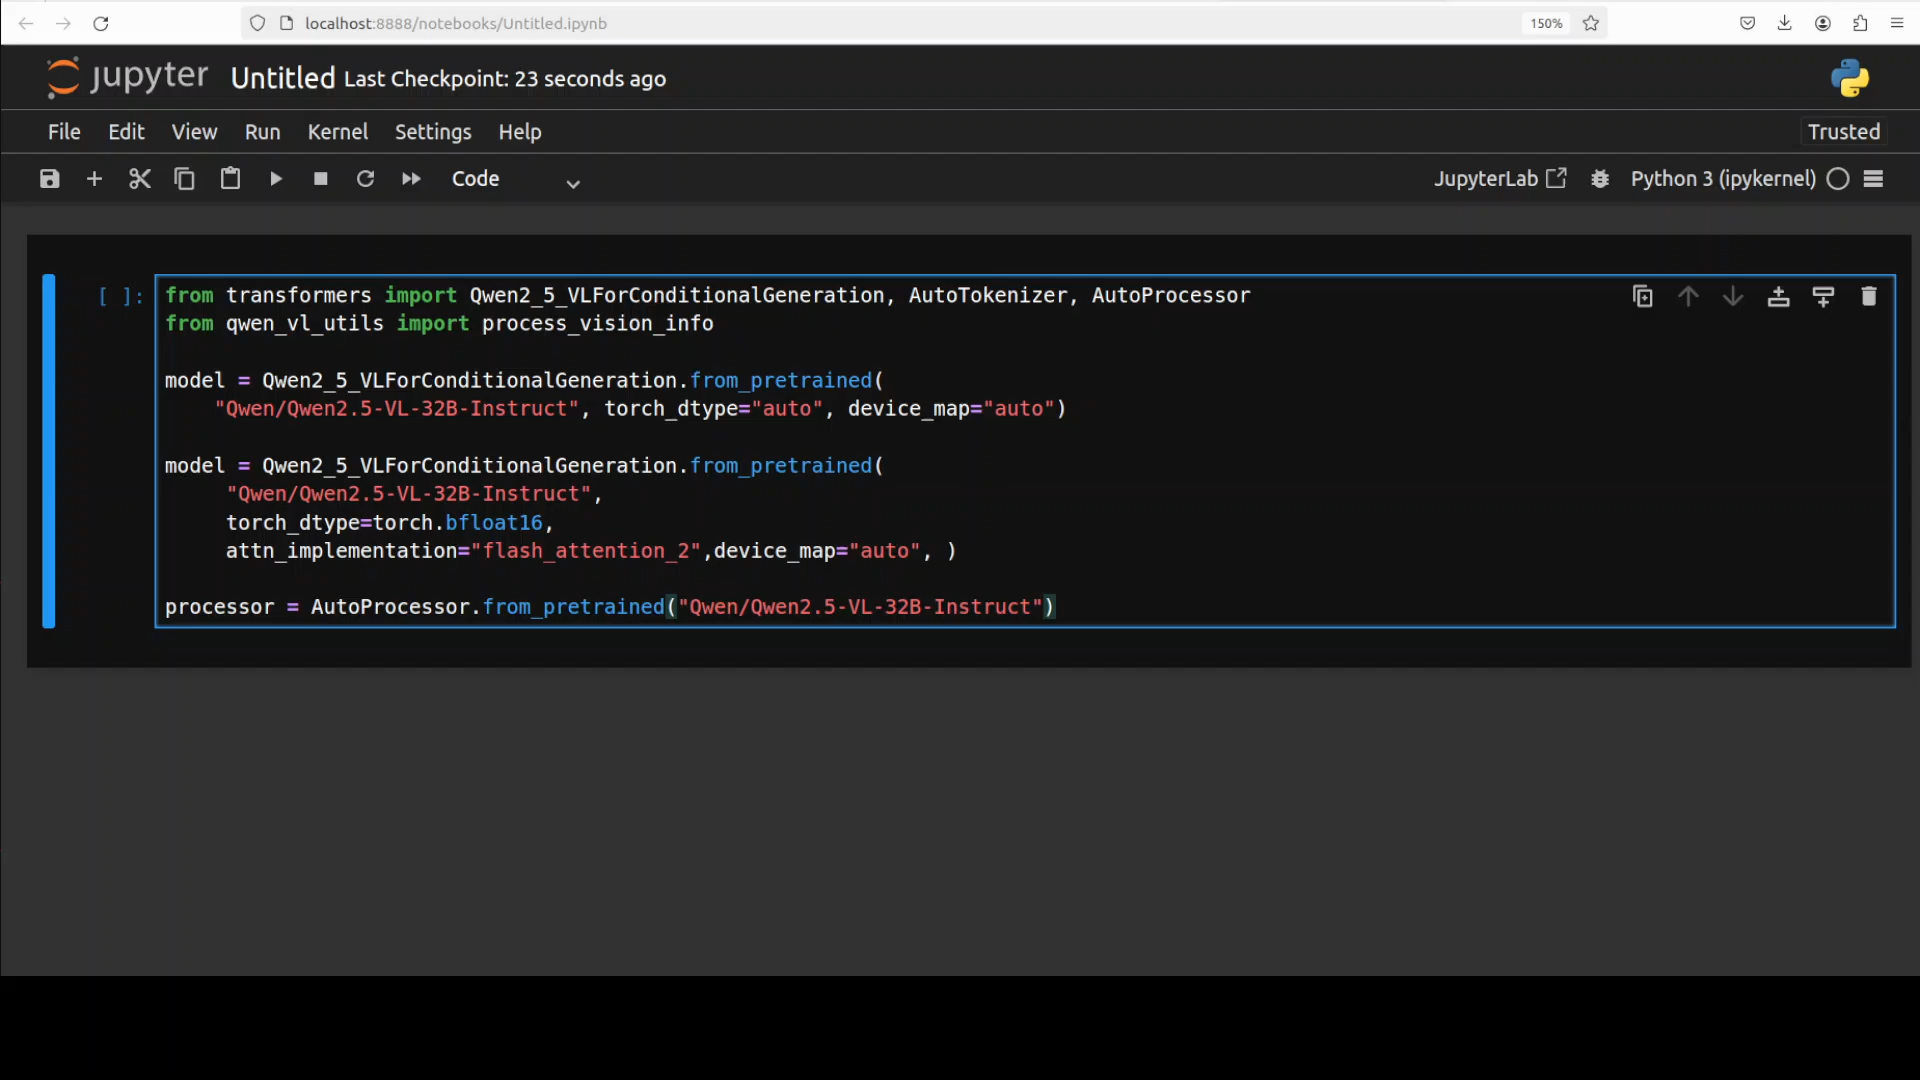 localhost:8888/notebooks/Untitled.ipynb 150%
jupyter Untitled Last Checkpoint: 23 seconds ago
File Edit View Run Kernel Settings Help Trusted
Code JupyterLab Python 3 (ipykernel)
[ ]: from transformers import Qwen2_5_VLForConditionalGeneration, AutoTokenizer, AutoProcessor
from qwen_vl_utils import process_vision_info
model = Qwen2_5_VLForConditionalGeneration.from_pretrained(
"Qwen/Qwen2.5-VL-32B-Instruct", torch_dtype="auto", device_map="auto")
model = Qwen2_5_VLForConditionalGeneration.from_pretrained(
"Qwen/Qwen2.5-VL-32B-Instruct",
torch_dtype=torch.bfloat16,
attn_implementation="flash_attention_2",device_map="auto", )
processor = AutoProcessor.from_pretrained("Qwen/Qwen2.5-VL-32B-Instruct")